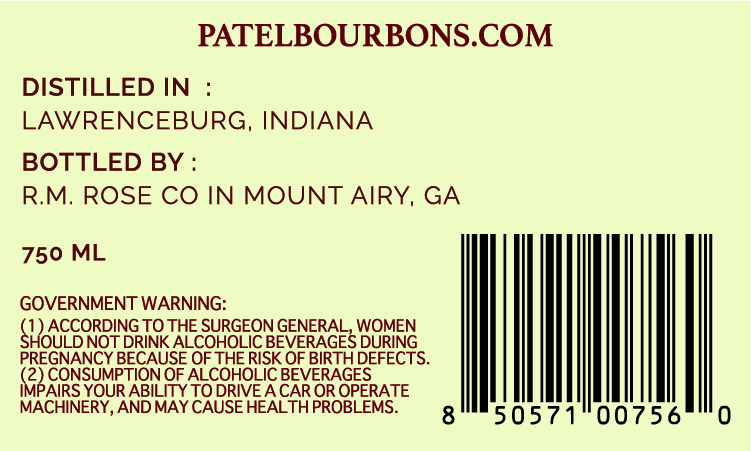 PATELBOURBONS.COM
DISTILLED IN :
LAWRENCEBURG, INDIANA
BOTTLED BY :
R.M. ROSE CO IN MOUNT AIRY, GA
750 ML
GOVERNMENT WARNING:
(1) ACCORDING TO THE SURGEON GENERAL, WOMEN
SHOULD NOT DRINK ALCOHOLIC BEVERAGES DURING
PREGNANCY BECAUSE OF THE RISK OF BIRTH DEFECTS.
(2) CONSUMPTION OF ALCOHOLIC BEVERAGES
IMPAIRS YOUR ABILITY TO DRIVE A CAR OR OPERATE
MACHINERY, AND MAY CAUSE HEALTH PROBLEMS.
8 50571 00756 0